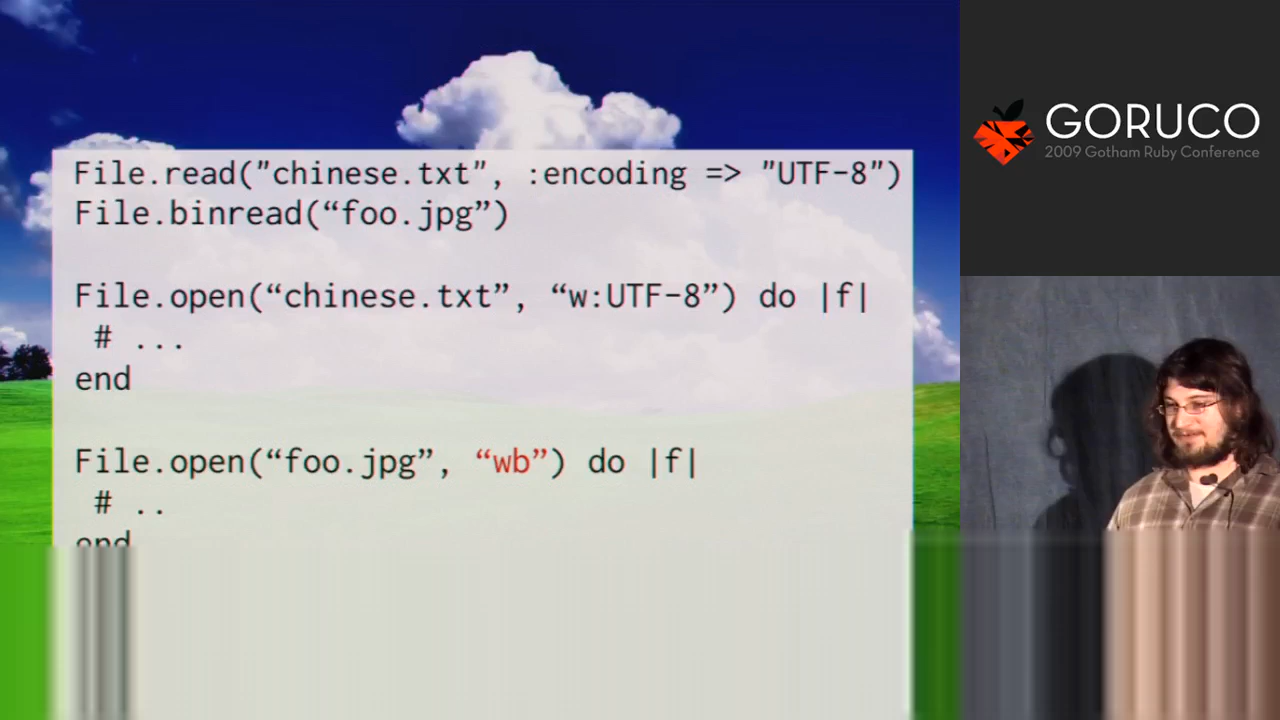 File.read("chinese.txt", :encoding => "UTF-8")
File.binread(“foo.jpg”)
File.open(“chinese.txt”, “w:UTF-8”) do |f|
# ...
end
File.open(“foo.jpg”, “wb”) do |f|
# ..
end
GORUCO
2009 Gotham Ruby Conference